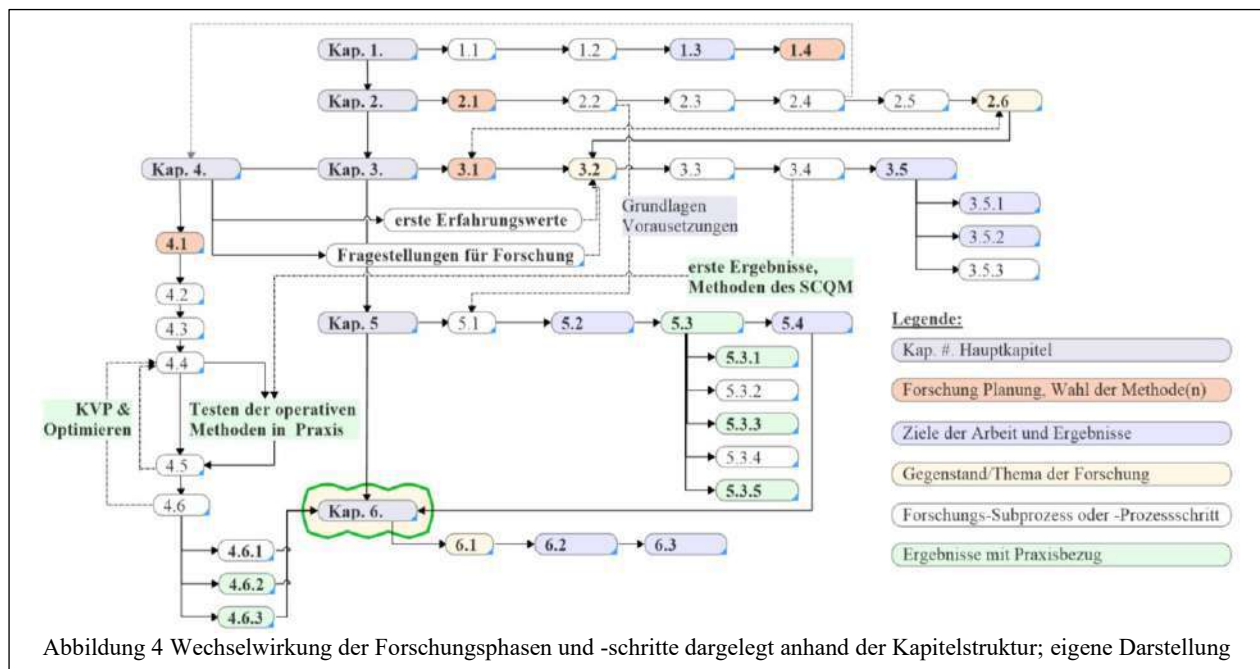 Kap. 1.
1.1
1.2
1.3
1.4
Kap. 2.
2.1
2.2
2.3
2.4
2.5
2.6
Kap. 4.
Kap. 3.
3.1
3.2
3.3
3.4
3.5
3.5.1
3.5.2
3.5.3
erste Erfahrungswerte
Fragestellungen für Forschung
Grundlagen
Vorausetzungen
erste Ergebnisse,
Methoden des SCQM
4.1
4.2
4.3
4.4
KVP &
Optimieren
Testen der operativen
Methoden in Praxis
4.5
4.6
4.6.1
4.6.2
4.6.3
Kap. 5
5.1
5.2
5.3
5.4
5.3.1
5.3.2
5.3.3
5.3.4
5.3.5
Kap. 6.
6.1
6.2
6.3
Legende:
Kap. #. Hauptkapitel
Forschung Planung, Wahl der Methode(n)
Ziele der Arbeit und Ergebnisse
Gegenstand/Thema der Forschung
Forschungs-Subprozess oder -Prozessschritt
Ergebnisse mit Praxisbezug
Abbildung 4 Wechselwirkung der Forschungsphasen und -schritte dargelegt anhand der Kapitelstruktur; eigene Darstellung